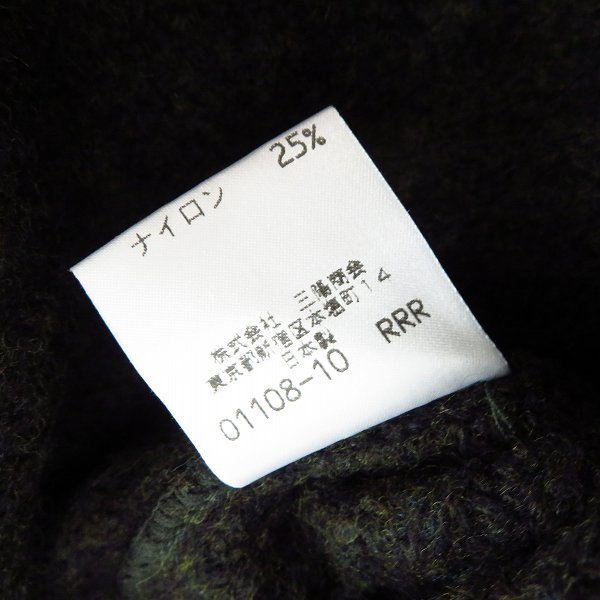 ナイロン 25%
株式会社 三陽商会
東京都新宿区本塩町14
日本製
01108-10 RRR